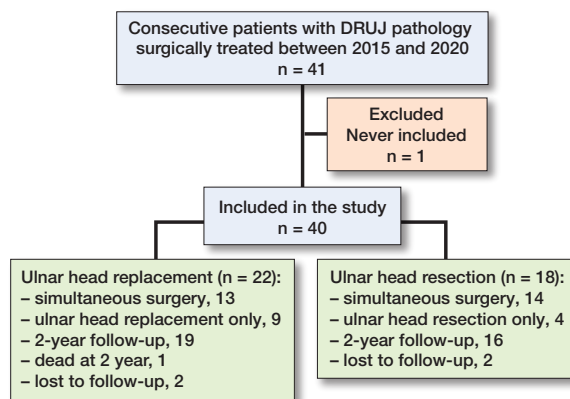 Consecutive patients with DRUJ pathology
surgically treated between 2015 and 2020
n = 41
Excluded
Never included
n = 1
Included in the study
n = 40
Ulnar head replacement (n = 22):
– simultaneous surgery, 13
– ulnar head replacement only, 9
– 2-year follow-up, 19
– dead at 2 year, 1
– lost to follow-up, 2
Ulnar head resection (n = 18):
– simultaneous surgery, 14
– ulnar head resection only, 4
– 2-year follow-up, 16
– lost to follow-up, 2